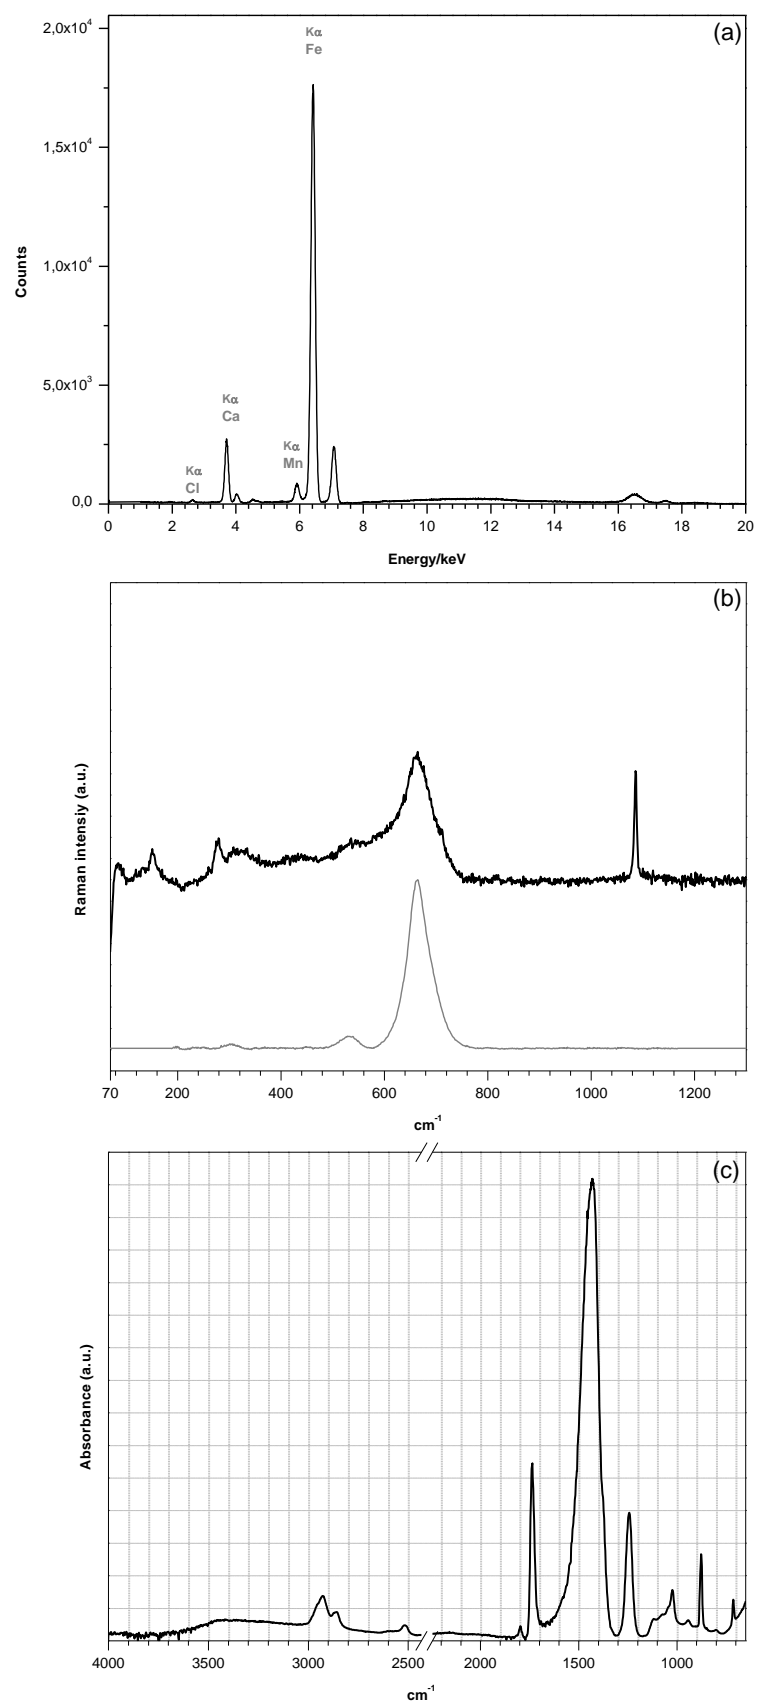 (a)
2,0x10⁴
Kα
Fe
1,5x10⁴
Counts
1,0x10⁴
5,0x10³
Kα
Ca
Kα
Mn
Kα
Cl
0,0
0 2 4 6 8 10 12 14 16 18 20
Energy/keV
(b)
Raman intensiy (a.u.)
70 200 400 600 800 1000 1200
cm⁻¹
(c)
Absorbance (a.u.)
4000 3500 3000 2500 2000 1500 1000
cm⁻¹